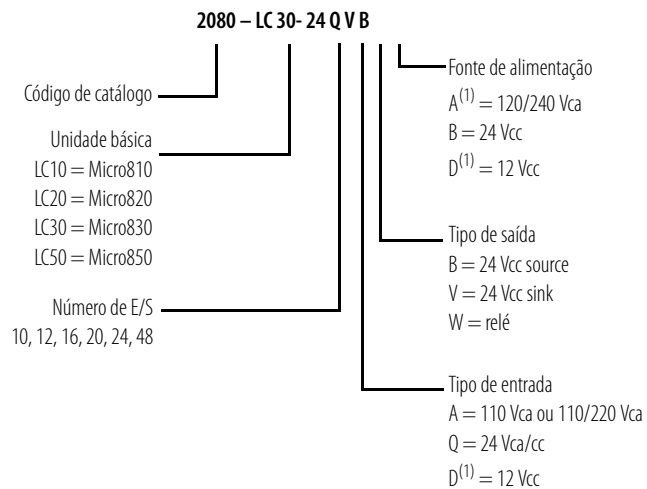 2080 – LC 30- 24 Q V B
Código de catálogo
Unidade básica
LC10 = Micro810
LC20 = Micro820
LC30 = Micro830
LC50 = Micro850
Número de E/S
10, 12, 16, 20, 24, 48
Fonte de alimentação
A(1) = 120/240 Vca
B = 24 Vcc
D(1) = 12 Vcc
Tipo de saída
B = 24 Vcc source
V = 24 Vcc sink
W = relé
Tipo de entrada
A = 110 Vca ou 110/220 Vca
Q = 24 Vca/cc
D(1) = 12 Vcc